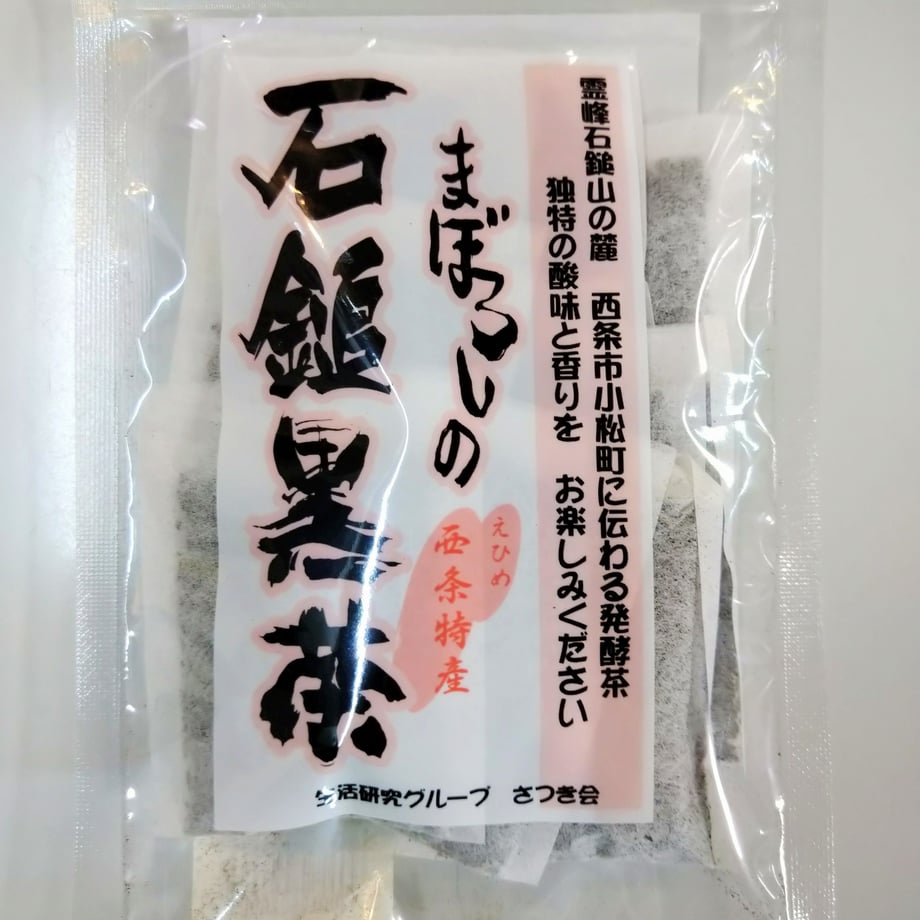 霊峰石鎚山の麓 西条市小松町に伝わる発酵茶
独特の酸味と香りを お楽しみください
まぼろしの
石鎚黒茶
えひめ
西条特産
生活研究グループ さつき会